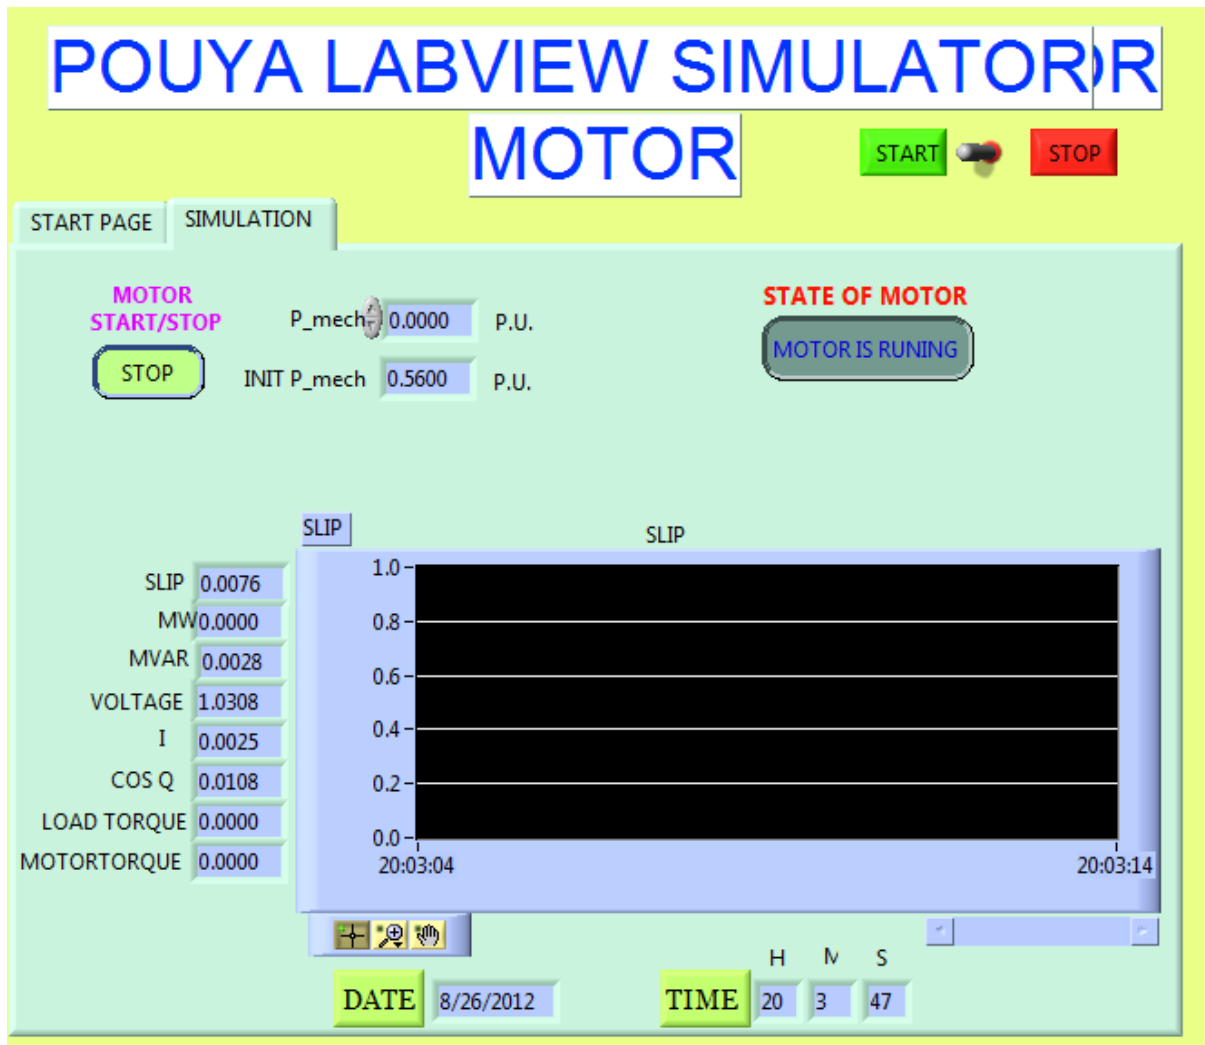 POUYA LABVIEW SIMULATOR R
MOTOR
START STOP
START PAGE SIMULATION
MOTOR
START/STOP
STOP
P_mech 0.0000 P.U.
INIT P_mech 0.5600 P.U.
STATE OF MOTOR
MOTOR IS RUNING
SLIP
SLIP
SLIP 0.0076
MW 0.0000
MVAR 0.0028
VOLTAGE 1.0308
I 0.0025
COS Q 0.0108
LOAD TORQUE 0.0000
MOTORTORQUE 0.0000
1.0
0.8
0.6
0.4
0.2
0.0
20:03:04 20:03:14
H M S
DATE 8/26/2012 TIME 20 3 47